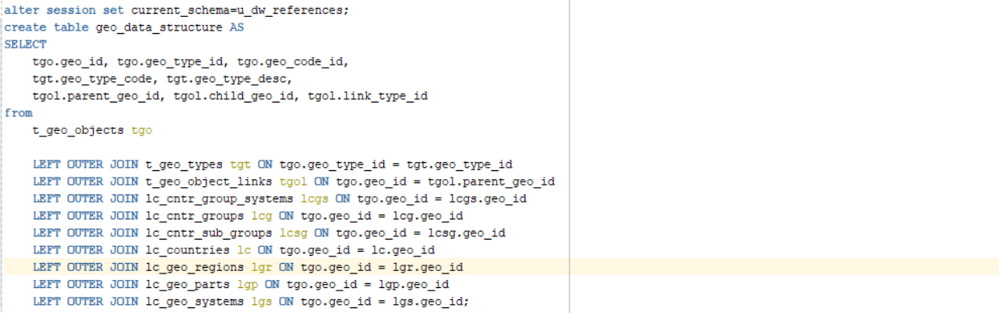 alter session set current_schema=u_dw_references;
create table geo_data_structure AS
SELECT
tgo.geo_id, tgo.geo_type_id, tgo.geo_code_id,
tgt.geo_type_code, tgt.geo_type_desc,
tgol.parent_geo_id, tgol.child_geo_id, tgol.link_type_id
from
t_geo_objects tgo
LEFT OUTER JOIN t_geo_types tgt ON tgo.geo_type_id = tgt.geo_type_id
LEFT OUTER JOIN t_geo_object_links tgol ON tgo.geo_id = tgol.parent_geo_id
LEFT OUTER JOIN lc_cntr_group_systems lcgs ON tgo.geo_id = lcgs.geo_id
LEFT OUTER JOIN lc_cntr_groups lcg ON tgo.geo_id = lcg.geo_id
LEFT OUTER JOIN lc_cntr_sub_groups lcsg ON tgo.geo_id = lcsg.geo_id
LEFT OUTER JOIN lc_countries lc ON tgo.geo_id = lc.geo_id
LEFT OUTER JOIN lc_geo_regions lgr ON tgo.geo_id = lgr.geo_id
LEFT OUTER JOIN lc_geo_parts lgp ON tgo.geo_id = lgp.geo_id
LEFT OUTER JOIN lc_geo_systems lgs ON tgo.geo_id = lgs.geo_id;